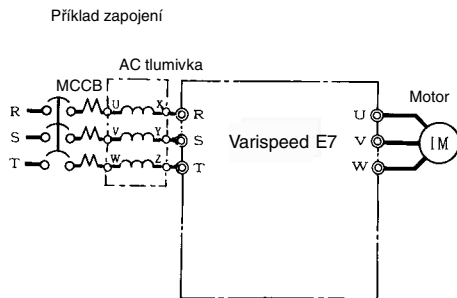 Příklad zapojení
AC tlumivka
MCCB
U X
R R U Motor
V Y
S S Varispeed E7 V IM
W Z
T T W